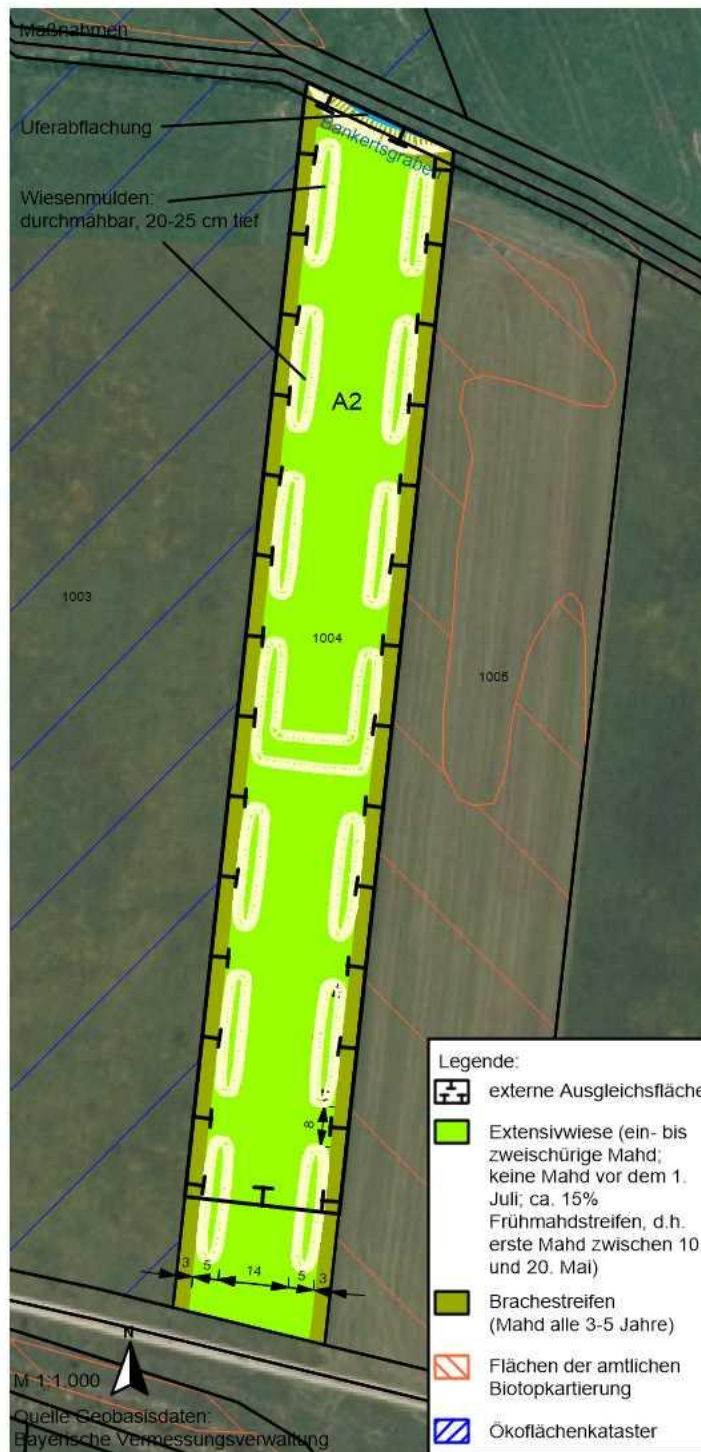 Maßnahmen
Uferabflachung
Bankertsgrabe
Wiesenmulden:
durchmähbar, 20-25 cm tief
A2
1003
1004
1005
8
3 5 14 5 3
N
M 1:1.000
Quelle Geobasisdaten:
Bayerische Vermessungsverwaltung
Legende:
externe Ausgleichsfläche
Extensivwiese (ein- bis
zweischürige Mahd;
keine Mahd vor dem 1.
Juli; ca. 15%
Frühmahdstreifen, d.h.
erste Mahd zwischen 10
und 20. Mai)
Brachestreifen
(Mahd alle 3-5 Jahre)
Flächen der amtlichen
Biotopkartierung
Ökoflächenkataster